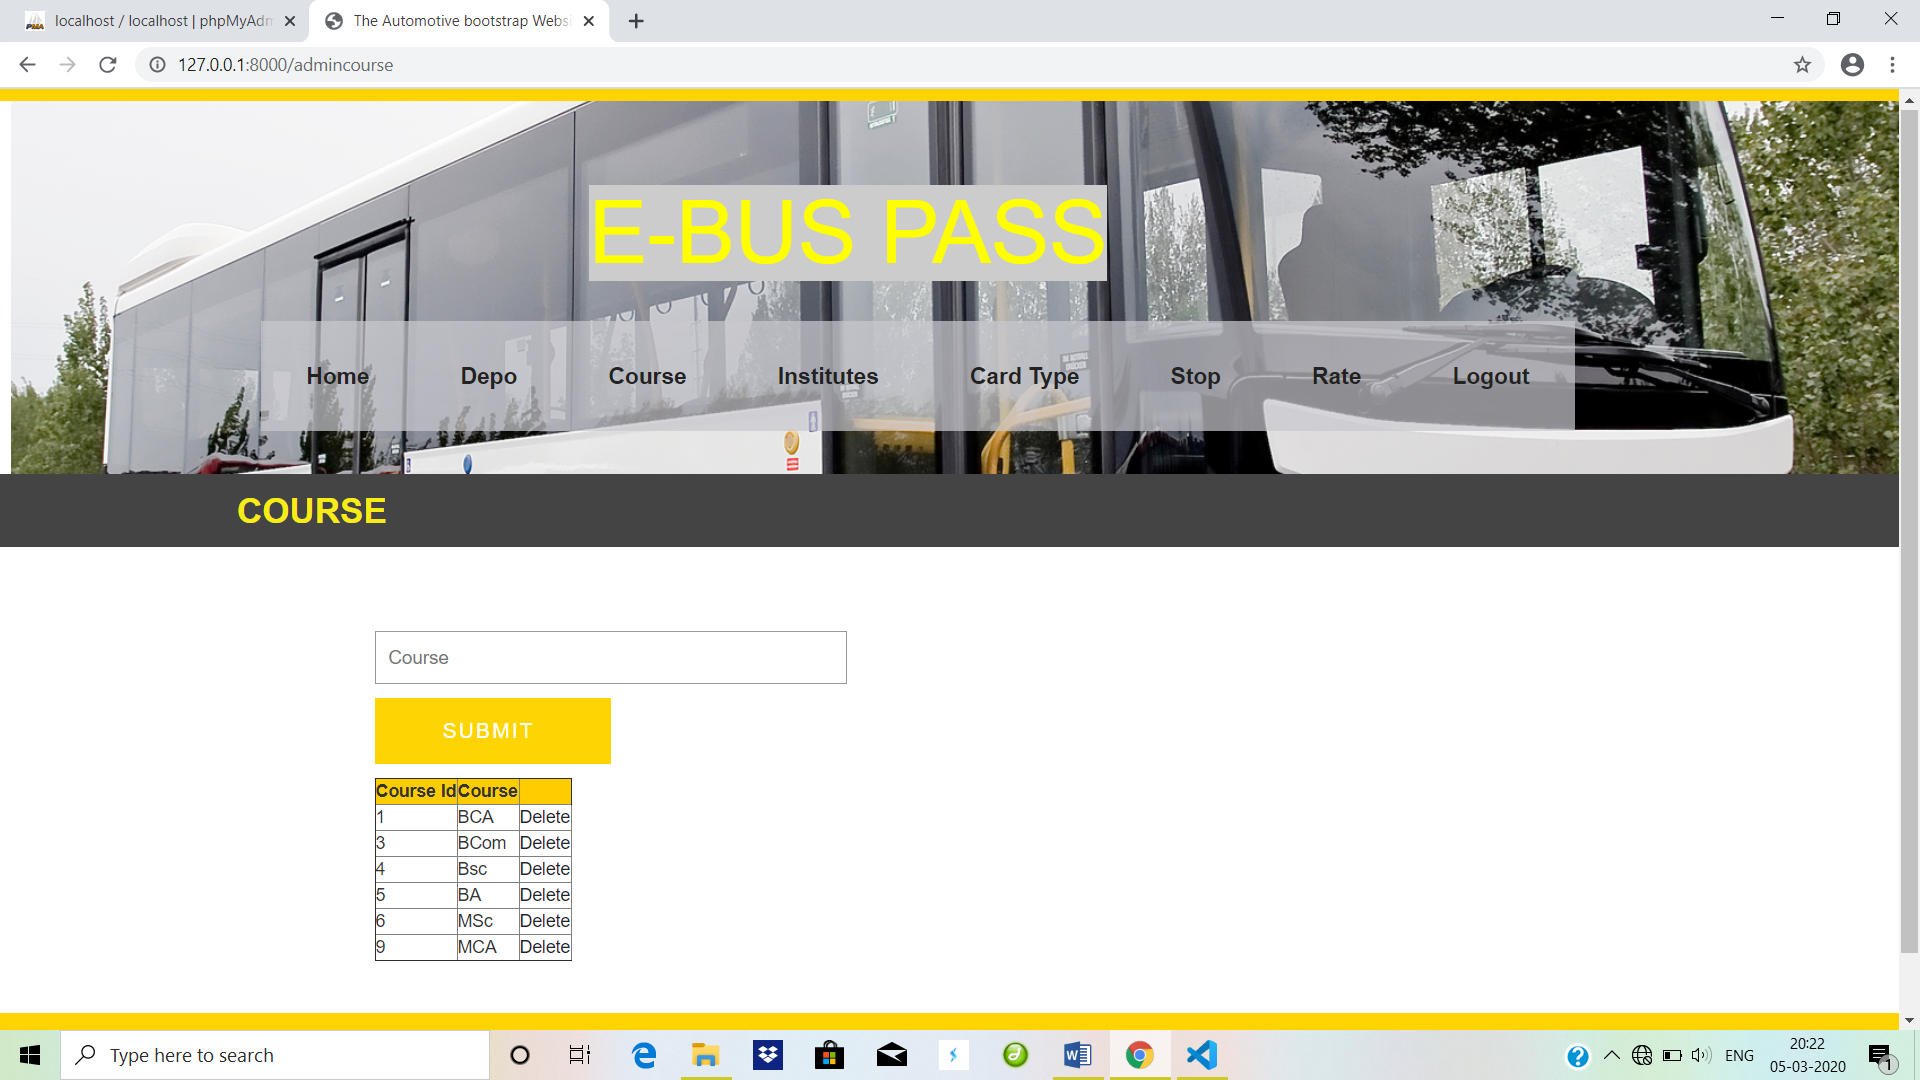 localhost / localhost | phpMyAdm
The Automotive bootstrap Websi
127.0.0.1:8000/admincourse
E-BUS PASS
Home Depo Course Institutes Card Type Stop Rate Logout
COURSE
Course
SUBMIT
Course Id Course
1 BCA Delete
3 BCom Delete
4 Bsc Delete
5 BA Delete
6 MSc Delete
9 MCA Delete
Type here to search
ENG
20:22
05-03-2020
1